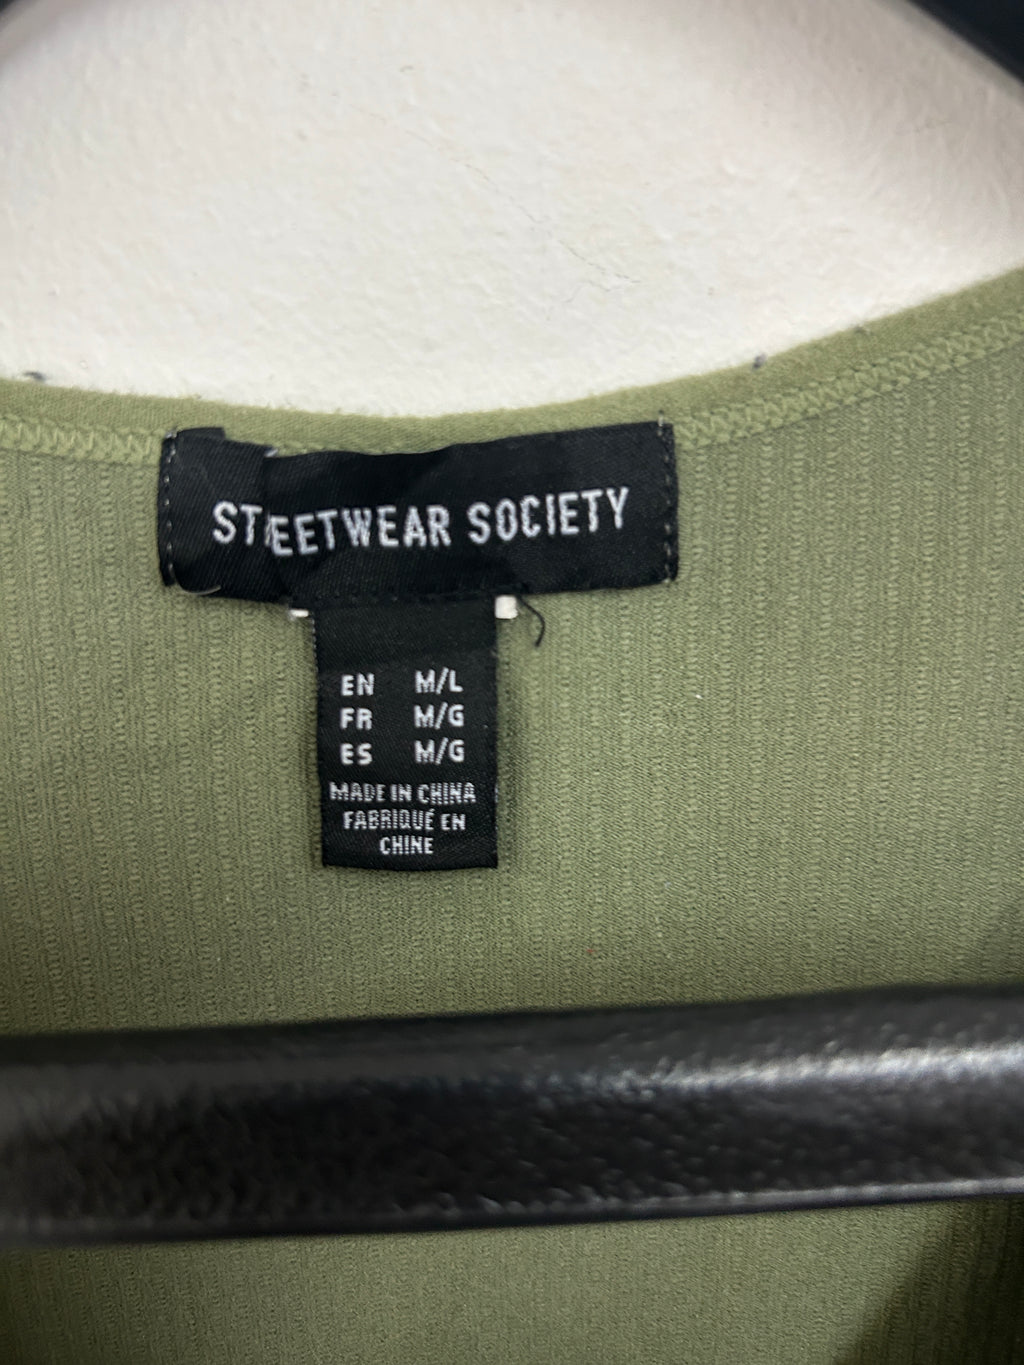 STREETWEAR SOCIETY
EN M/L
FR M/G
ES M/G
MADE IN CHINA
FABRIQUÉ EN
CHINE